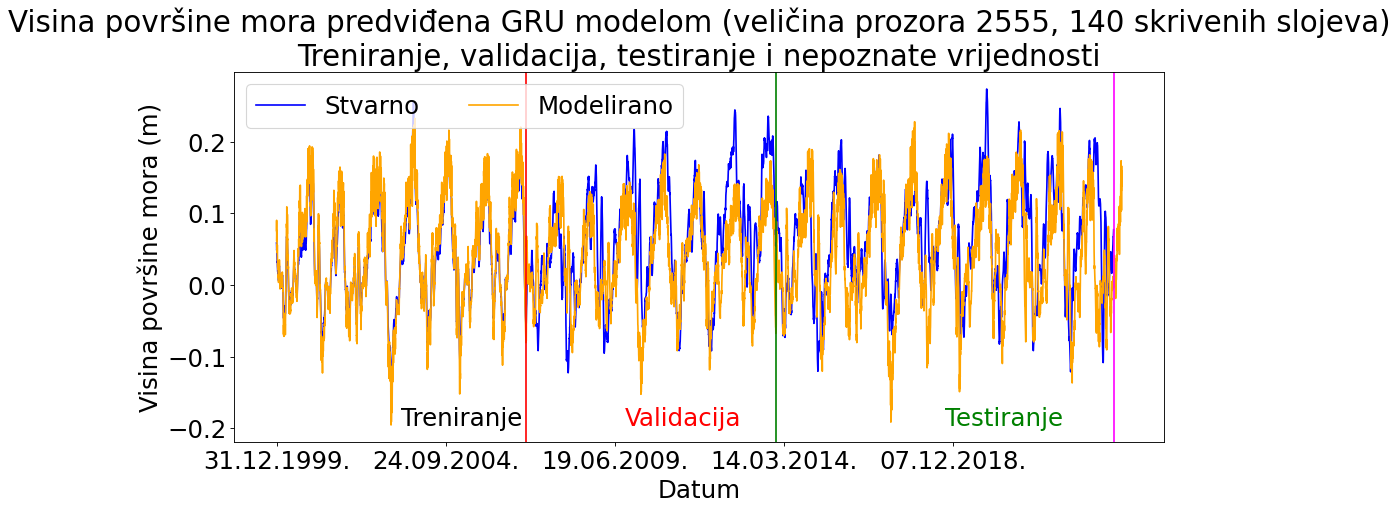 Visina površine mora predviđena GRU modelom (veličina prozora 2555, 140 skrivenih slojeva)
Treniranje, validacija, testiranje i nepoznate vrijednosti
Stvarno Modelirano
Visina površine mora (m)
0.2
0.1
0.0
−0.1
−0.2
Treniranje Validacija Testiranje
31.12.1999. 24.09.2004. 19.06.2009. 14.03.2014. 07.12.2018.
Datum